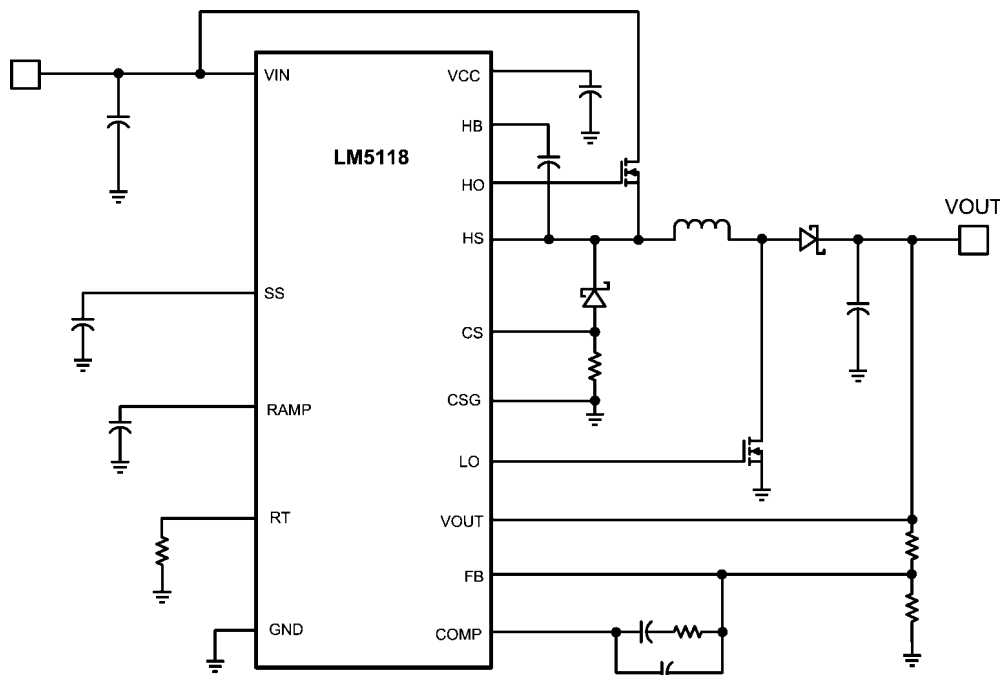 VIN
VCC
HB
LM5118
HO
VOUT
HS
SS
CS
CSG
RAMP
LO
RT
VOUT
FB
GND
COMP